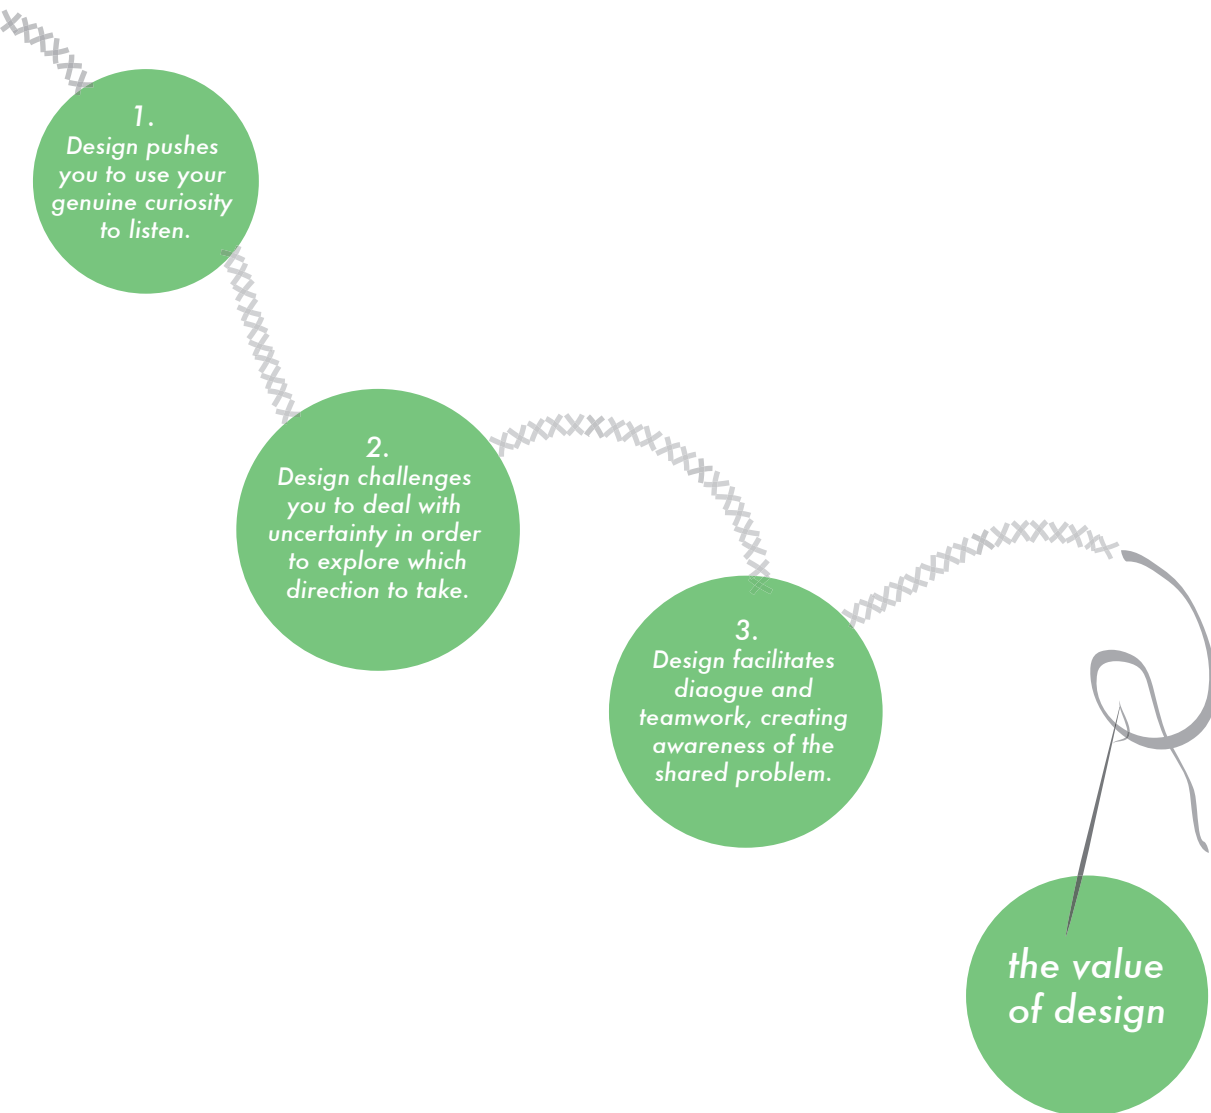 1.
Design pushes
you to use your
genuine curiosity
to listen.
2.
Design challenges
you to deal with
uncertainty in order
to explore which
direction to take.
3.
Design facilitates
diaogue and
teamwork, creating
awareness of the
shared problem.
the value
of design